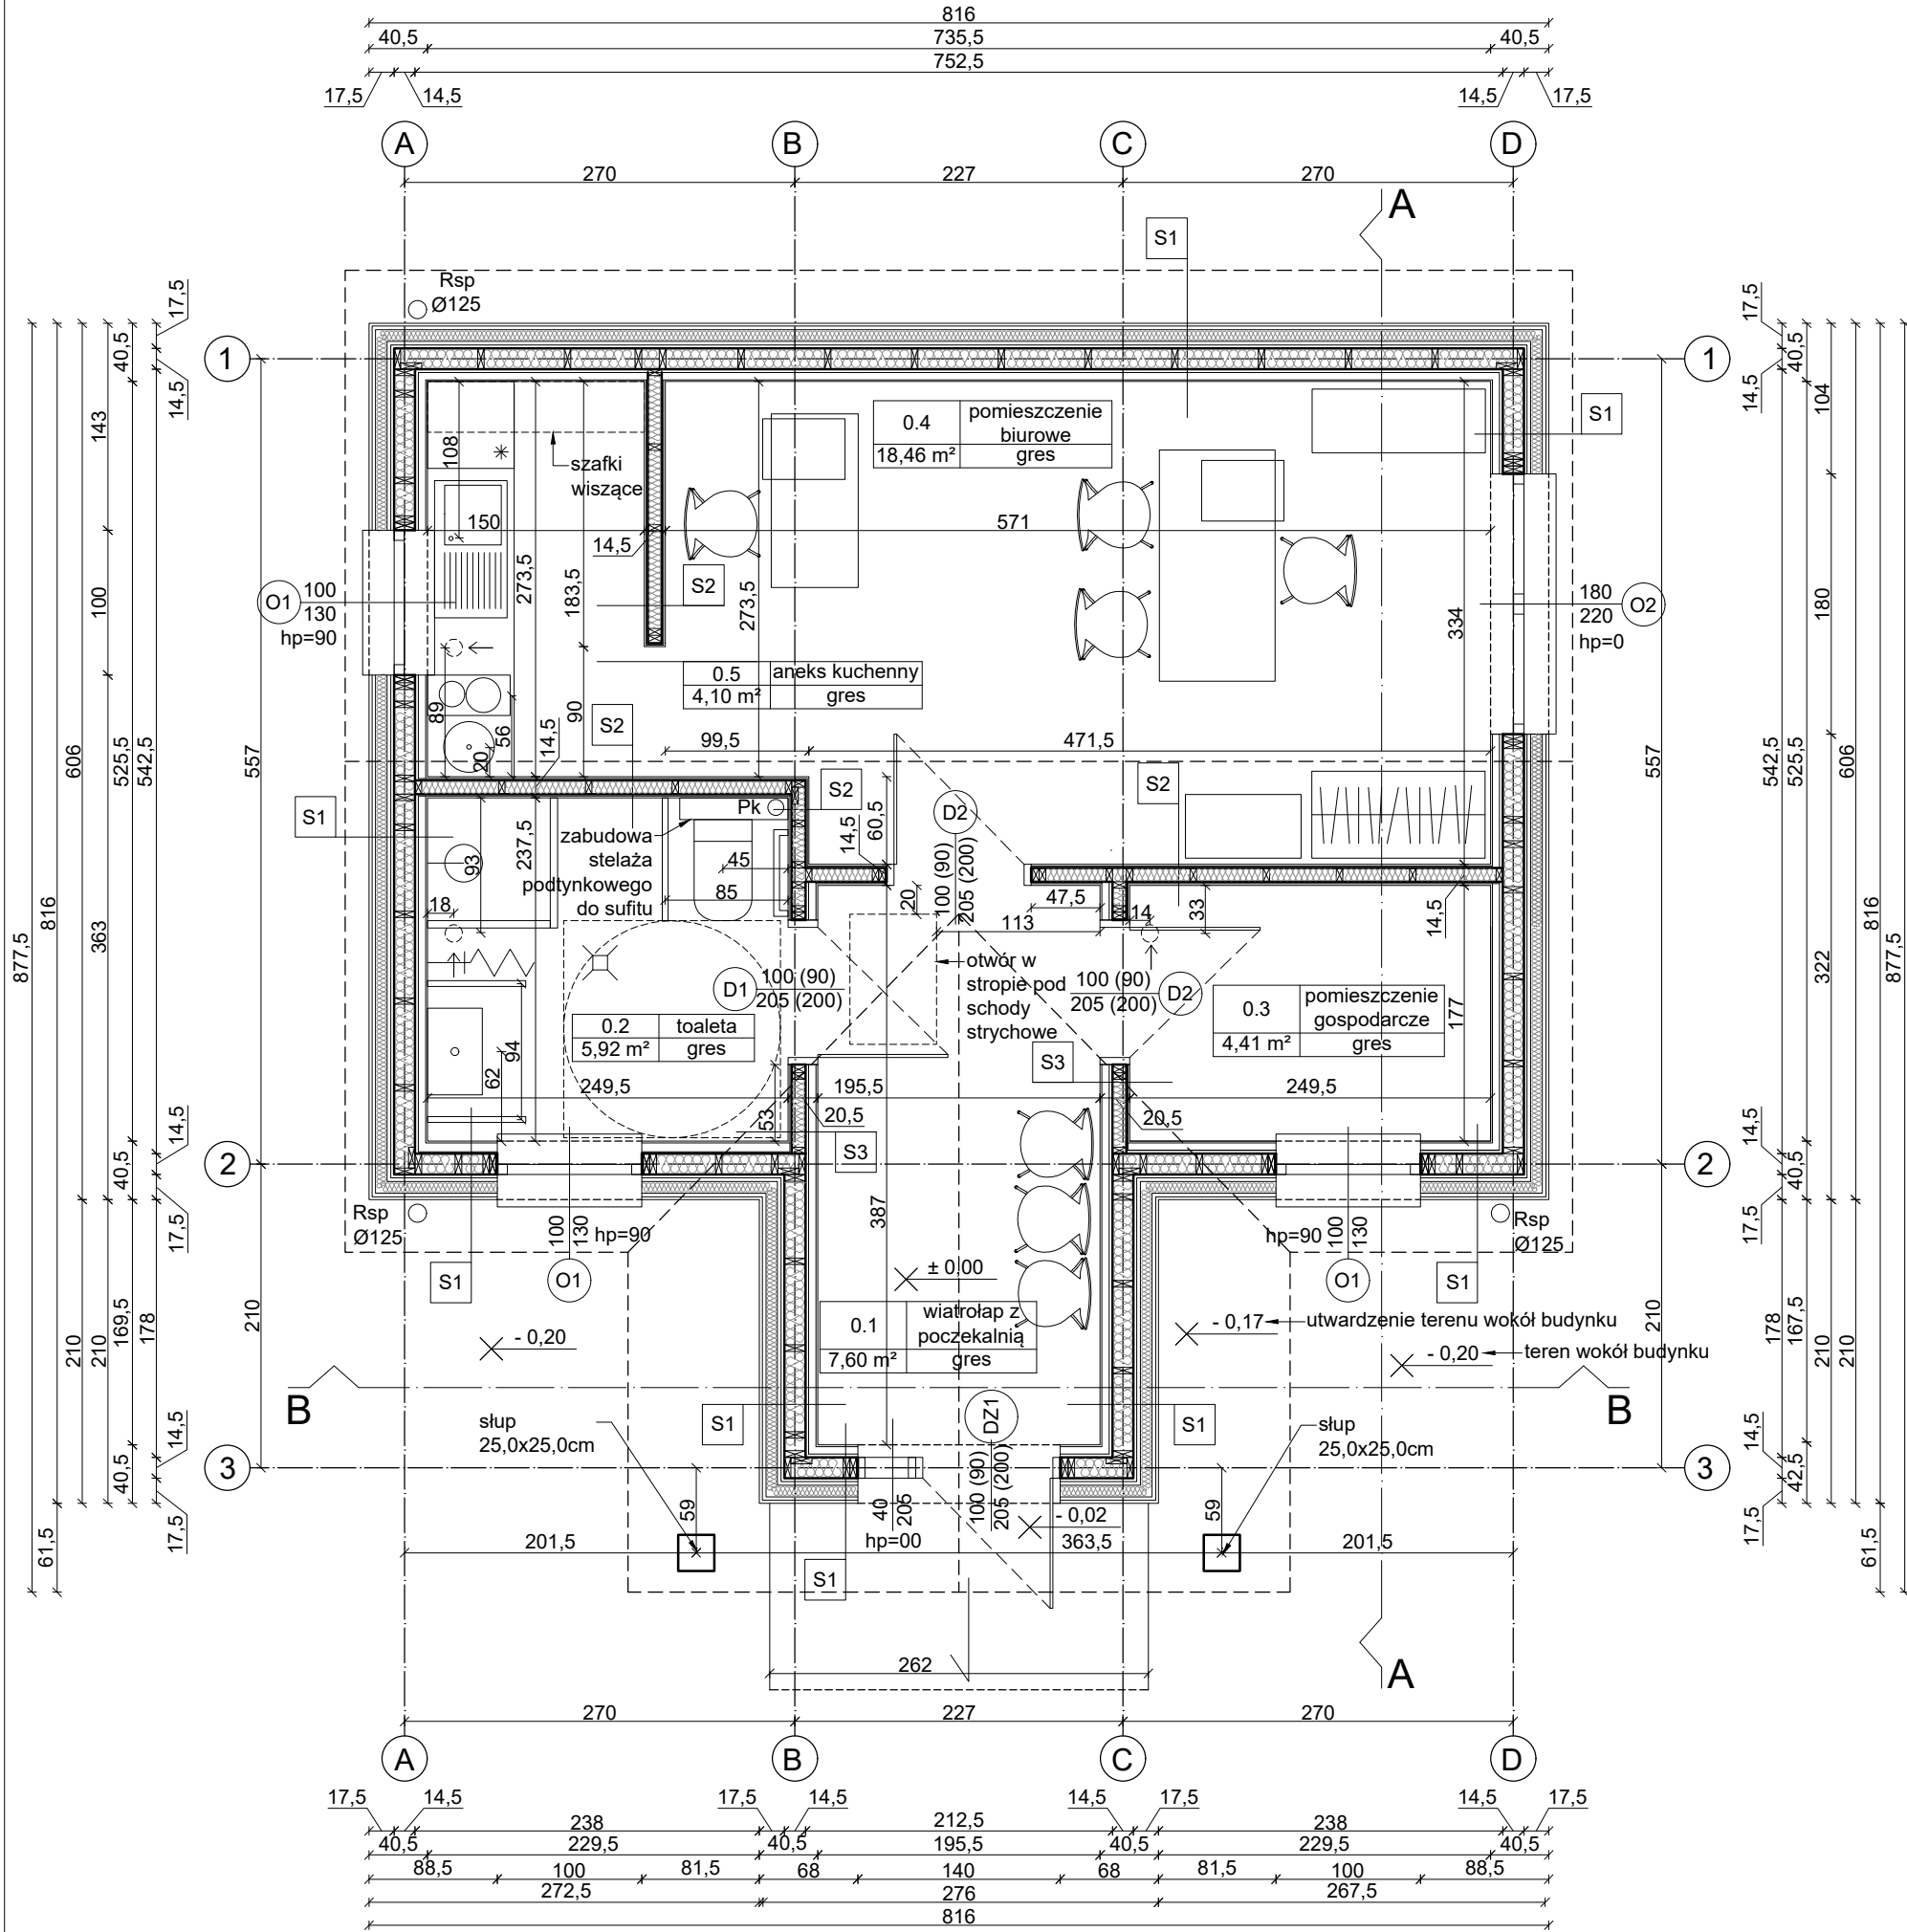 816
40,5 735,5 40,5
752,5
17,5 14,5 14,5 17,5
A B C D
270 227 270
A
S1
Rsp
Ø125
17,5
40,5
14,5
17,5
40,5
14,5
1
1
0.4 pomieszczenie
biurowe
18,46 m² gres
S1
143
104
108
szafki
wiszące
150
14,5
571
273,5
183,5
273,5
334
S2
O1 100
130
hp=90
100
180
220
hp=0
O2
180
0.5 aneks kuchenny
4,10 m² gres
S2
89
56
20
90
14,5
99,5 471,5
877,5
816
606
525,5
542,5
557
557
542,5
525,5
606
816
877,5
S1
Pk
S2
S2
D2
100 (90)
205 (200)
14,5
60,5
zabudowa
stelaża
podtynkowego
do sufitu
93
237,5
45
85
18
20
47,5
113
14
33
14,5
363
322
D1 100 (90)
205 (200)
otwór w
stropie pod
schody
strychowe
100 (90)
205 (200) D2
0.3 pomieszczenie
gospodarcze
4,41 m² gres
177
0.2 toaleta
5,92 m² gres
94
62
S3
249,5 195,5 249,5
20,5
20,5
53
S3
14,5
40,5
17,5
14,5
40,5
17,5
2
2
387
Rsp
Ø125
100
130
hp=90
hp=90
100
130
Rsp
Ø125
S1
O1
O1
S1
± 0,00
0.1 wiatrołap z
poczekalnią
7,60 m² gres
- 0,20
- 0,17 utwardzenie terenu wokół budynku
- 0,20 teren wokół budynku
210
210
169,5
178
210
210
178
167,5
210
210
B
B
S1
DZ1
100 (90)
205 (200)
S1
słup
25,0x25,0cm
słup
25,0x25,0cm
14,5
40,5
17,5
14,5
42,5
17,5
3
3
59
59
40
205
hp=00
- 0,02
201,5 363,5 201,5
61,5
61,5
S1
262
A
270 227 270
A B C D
17,5 14,5 17,5 14,5 14,5 17,5 14,5 17,5
238 212,5 238
40,5 229,5 40,5 195,5 40,5 229,5 40,5
88,5 100 81,5 68 140 68 81,5 100 88,5
272,5 276 267,5
816